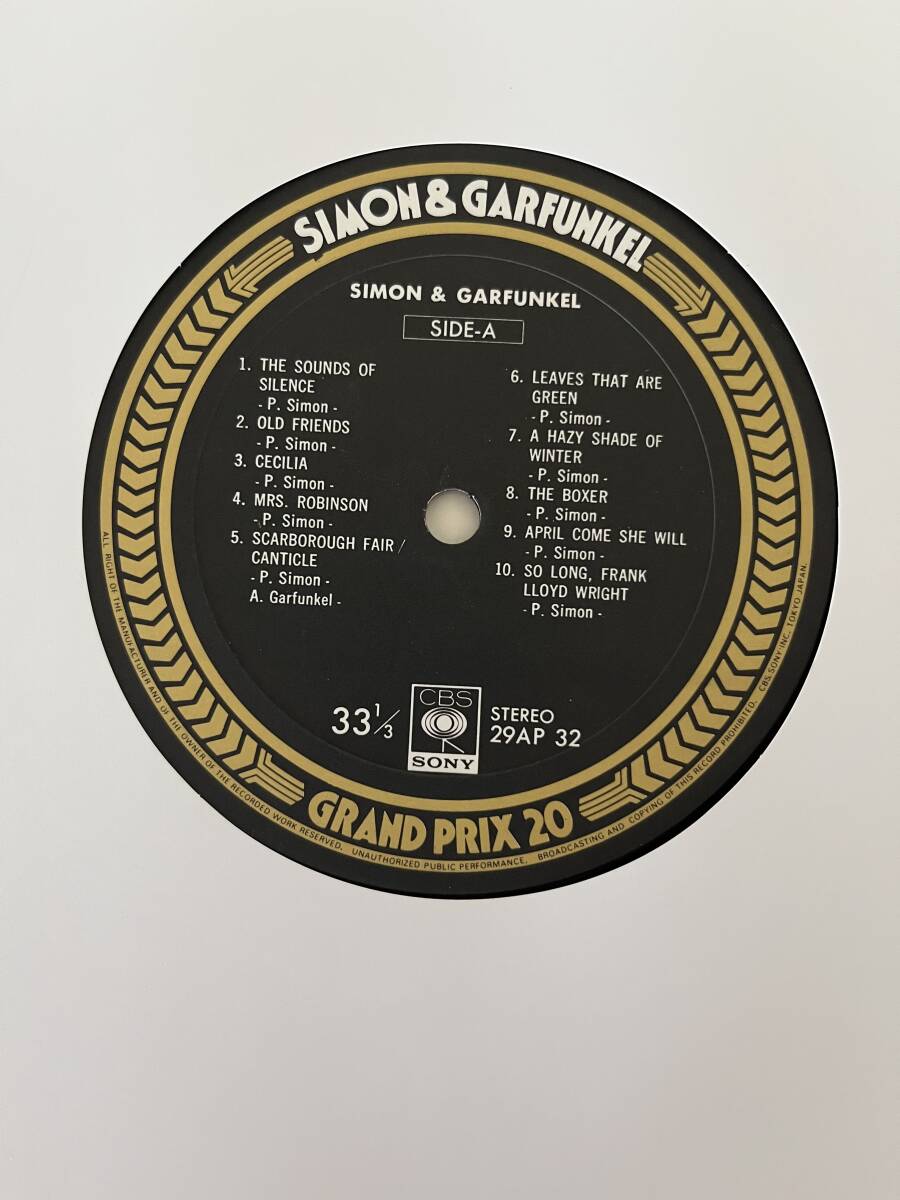 SIMON & GARFUNKEL
SIMON & GARFUNKEL
SIDE-A
1. THE SOUNDS OF
SILENCE
- P. Simon -
2. OLD FRIENDS
- P. Simon -
3. CECILIA
- P. Simon -
4. MRS. ROBINSON
- P. Simon -
5. SCARBOROUGH FAIR /
CANTICLE
- P. Simon -
A. Garfunkel -
6. LEAVES THAT ARE
GREEN
- P. Simon -
7. A HAZY SHADE OF
WINTER
- P. Simon -
8. THE BOXER
- P. Simon -
9. APRIL COME SHE WILL
- P. Simon -
10. SO LONG, FRANK
LLOYD WRIGHT
- P. Simon -
33 1/3
CBS
SONY
STEREO
29AP 32
GRAND PRIX 20
ALL RIGHT OF THE MANUFACTURER AND OF THE OWNER OF THE RECORDED WORK RESERVED. UNAUTHORIZED PUBLIC PERFORMANCE. BROADCASTING AND COPYING OF THIS RECORD PROHIBITED. CBS SONY INC. TOKYO JAPAN.